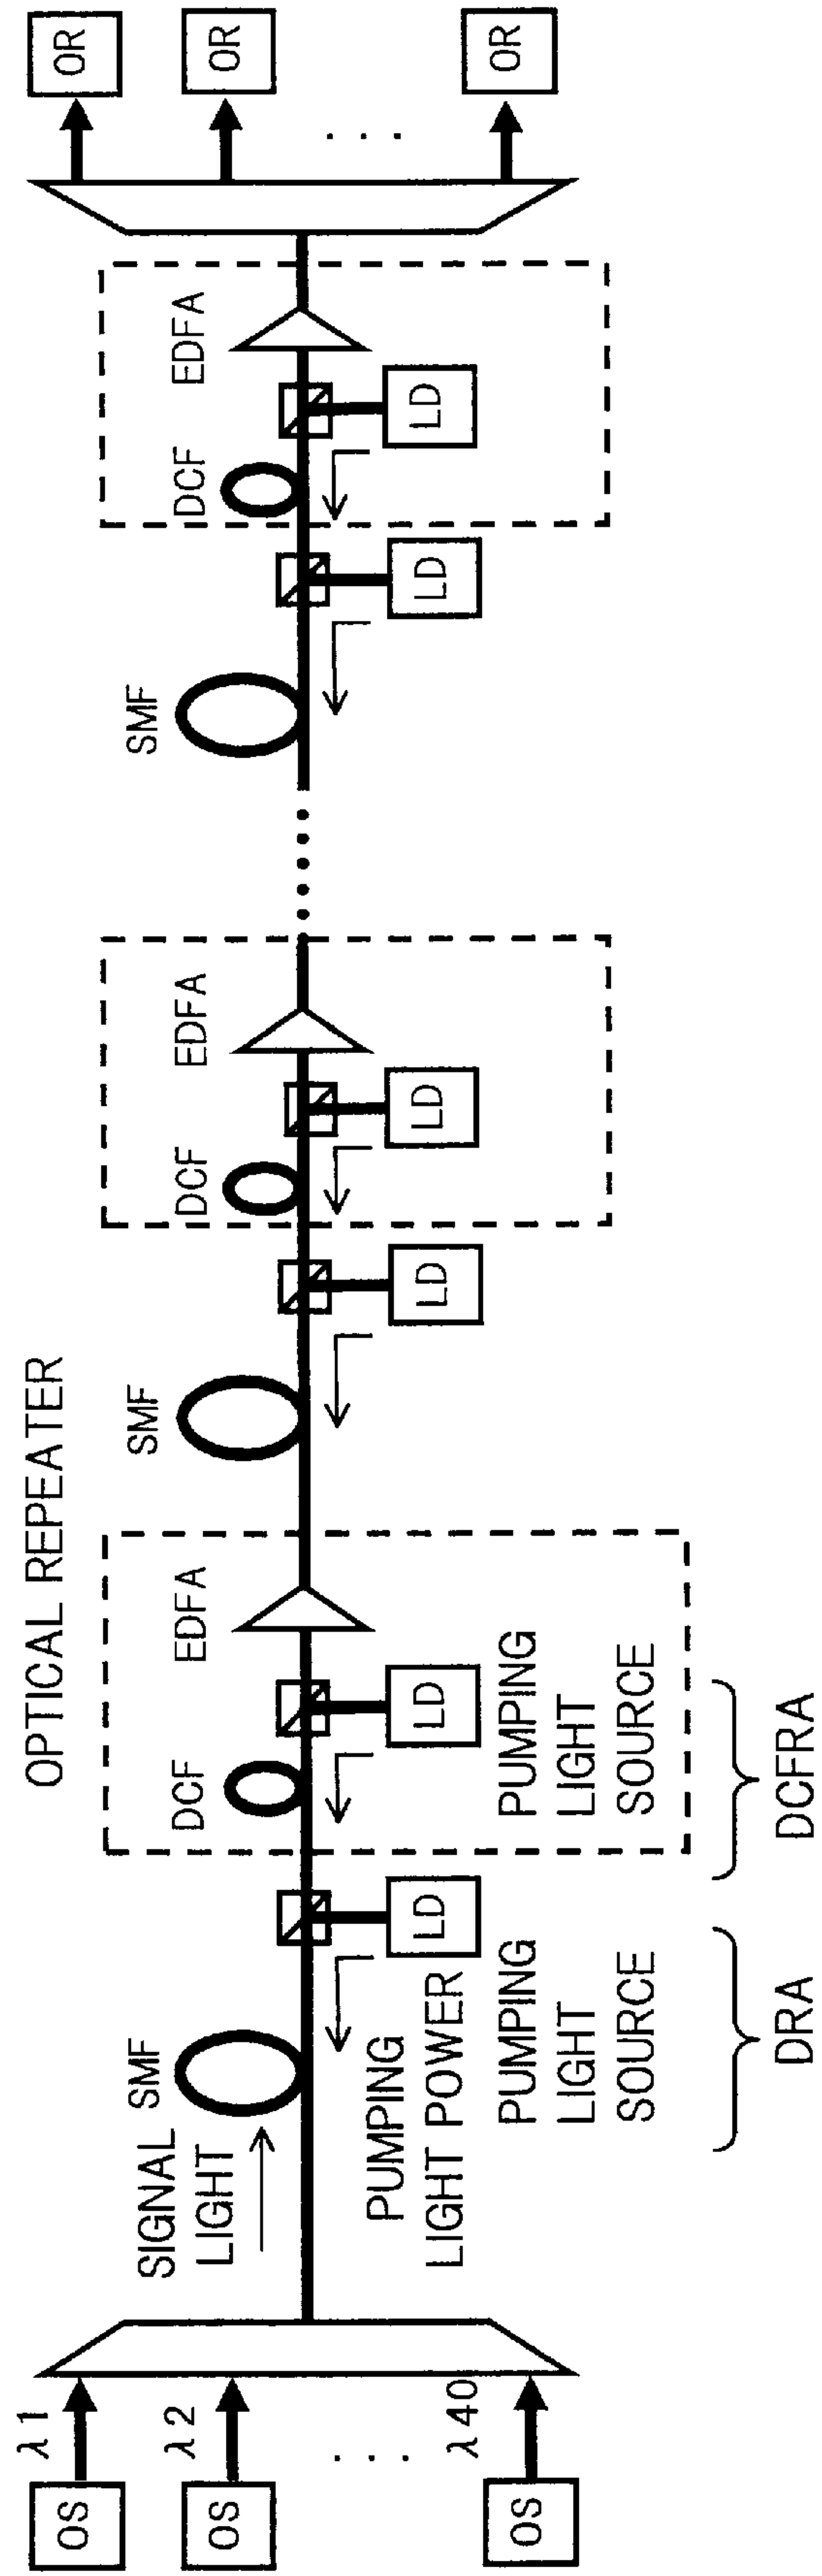 OPTICAL REPEATER
λ1
OS
λ2
OS
. . .
λ40
OS
SIGNAL
LIGHT
SMF
PUMPING
LIGHT POWER
LD
PUMPING
LIGHT
SOURCE
DRA
DCF
EDFA
LD
PUMPING
LIGHT
SOURCE
DCFRA
SMF
LD
DCF
EDFA
LD
SMF
LD
DCF
EDFA
LD
OR
OR
. . .
OR